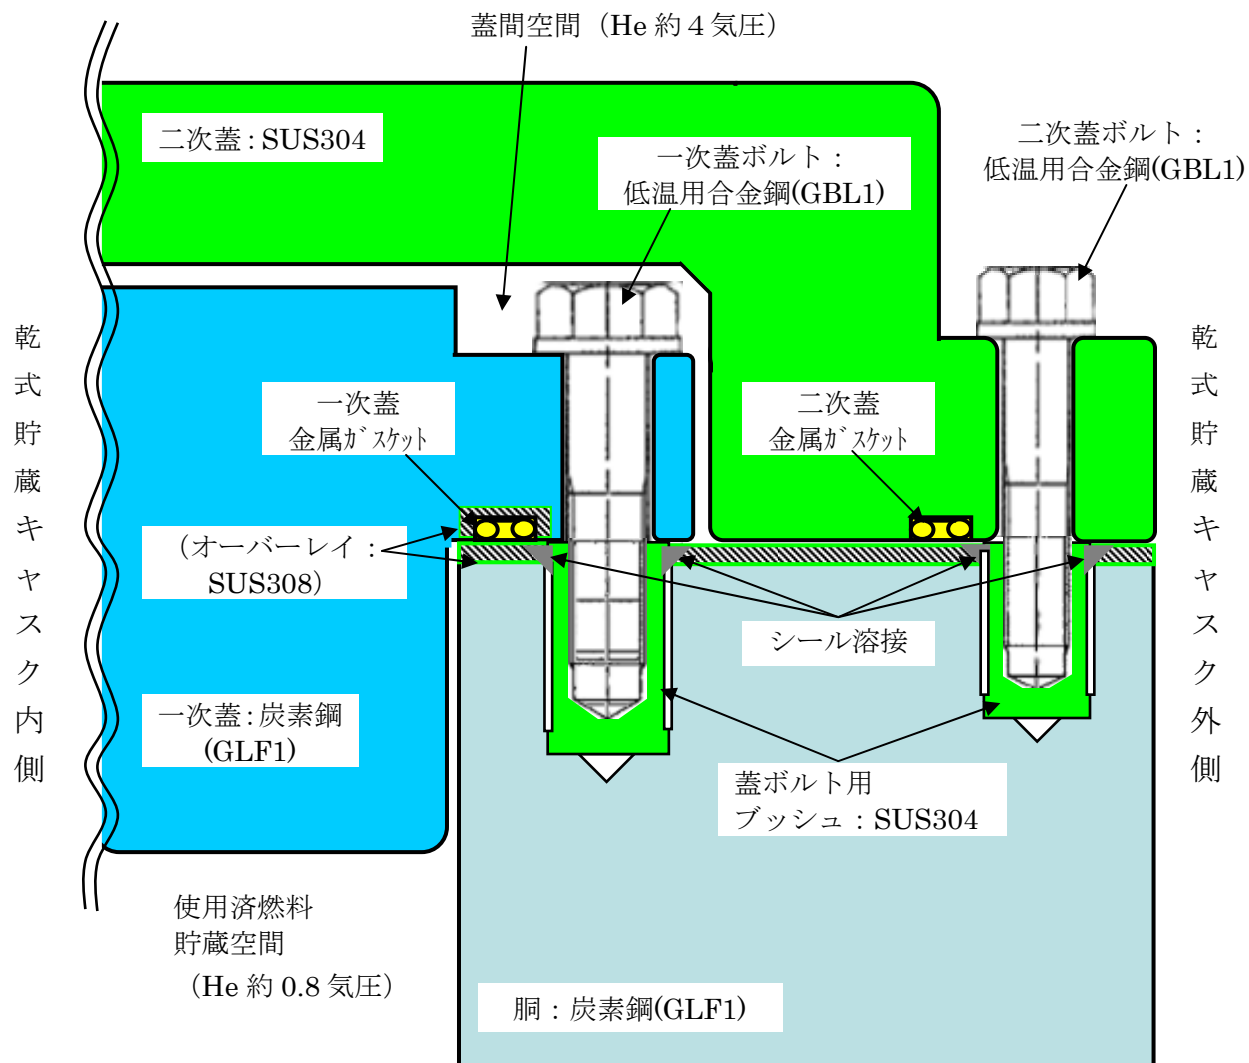 蓋間空間（He 約４気圧）
二次蓋：SUS304
一次蓋ボルト：
低温用合金鋼(GBL1)
二次蓋ボルト：
低温用合金鋼(GBL1)
乾式貯蔵キャスク内側
一次蓋
金属ｶﾞｽｹｯﾄ
二次蓋
金属ｶﾞｽｹｯﾄ
乾式貯蔵キャスク外側
（オーバーレイ：
SUS308）
シール溶接
一次蓋：炭素鋼
(GLF1)
蓋ボルト用
ブッシュ：SUS304
使用済燃料
貯蔵空間
（He 約 0.8 気圧）
胴：炭素鋼(GLF1)